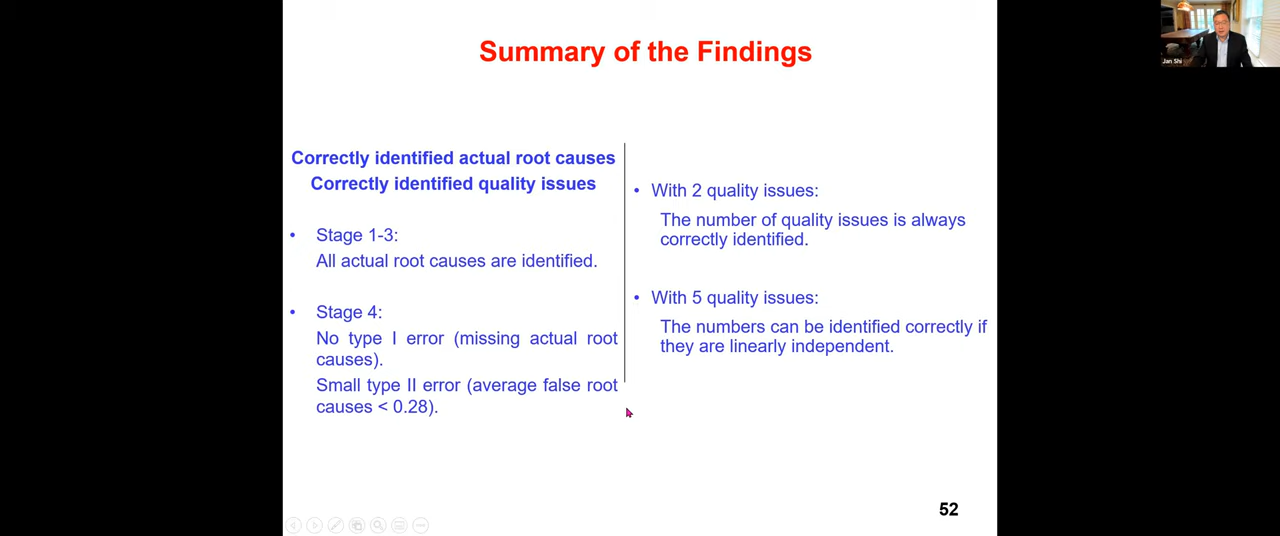 Summary of the Findings
Jan Shi
Correctly identified actual root causes
Correctly identified quality issues
• Stage 1-3:
All actual root causes are identified.
• Stage 4:
No type I error (missing actual root
causes).
Small type II error (average false root
causes < 0.28).
• With 2 quality issues:
The number of quality issues is always
correctly identified.
• With 5 quality issues:
The numbers can be identified correctly if
they are linearly independent.
52